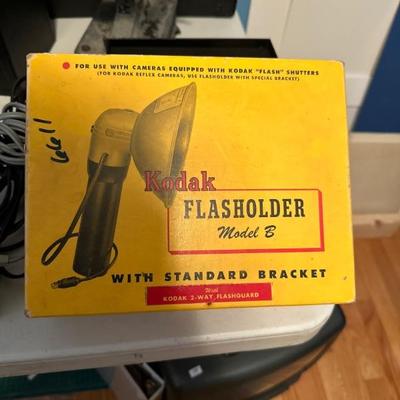 FOR USE WITH CAMERAS EQUIPPED WITH KODAK "FLASH" SHUTTERS
(FOR KODAK REFLEX CAMERAS, USE FLASHOLDER WITH SPECIAL BRACKET)
Kodak
FLASHOLDER
Model B
WITH STANDARD BRACKET
With
KODAK 2-WAY FLASHGUARD